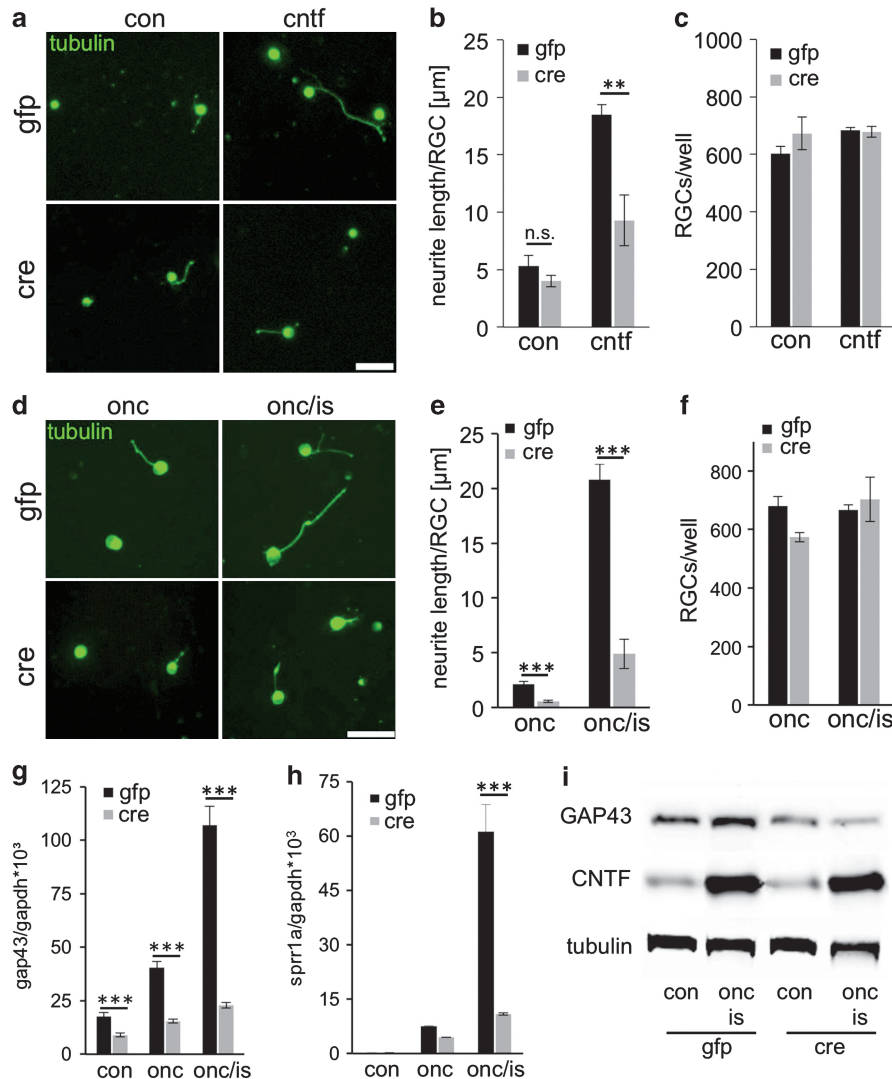 a
con
cntf
tubulin
gfp
cre
b
25
20
15
10
5
0
neurite length/RGC [µm]
gfp
cre
n.s.
**
con
cntf
c
1000
800
600
400
200
0
RGCs/well
gfp
cre
con
cntf
d
onc
onc/is
tubulin
gfp
cre
e
25
20
15
10
5
0
neurite length/RGC [µm]
gfp
cre
***
***
onc
onc/is
f
800
600
400
200
0
RGCs/well
gfp
cre
onc
onc/is
g
125
100
75
50
25
0
gap43/gapdh*10³
gfp
cre
***
***
***
con
onc
onc/is
h
75
60
45
30
15
0
sprr1a/gapdh*10³
gfp
cre
***
con
onc
onc/is
i
GAP43
CNTF
tubulin
con
onc
is
con
onc
is
gfp
cre